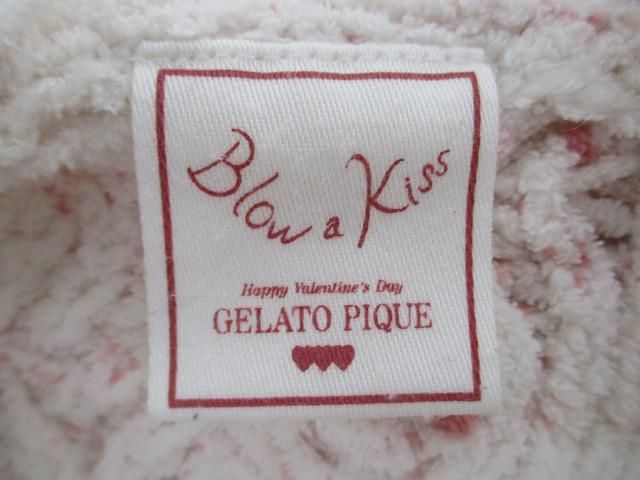 Blow a Kiss
Happy Valentine's Day
GELATO PIQUE